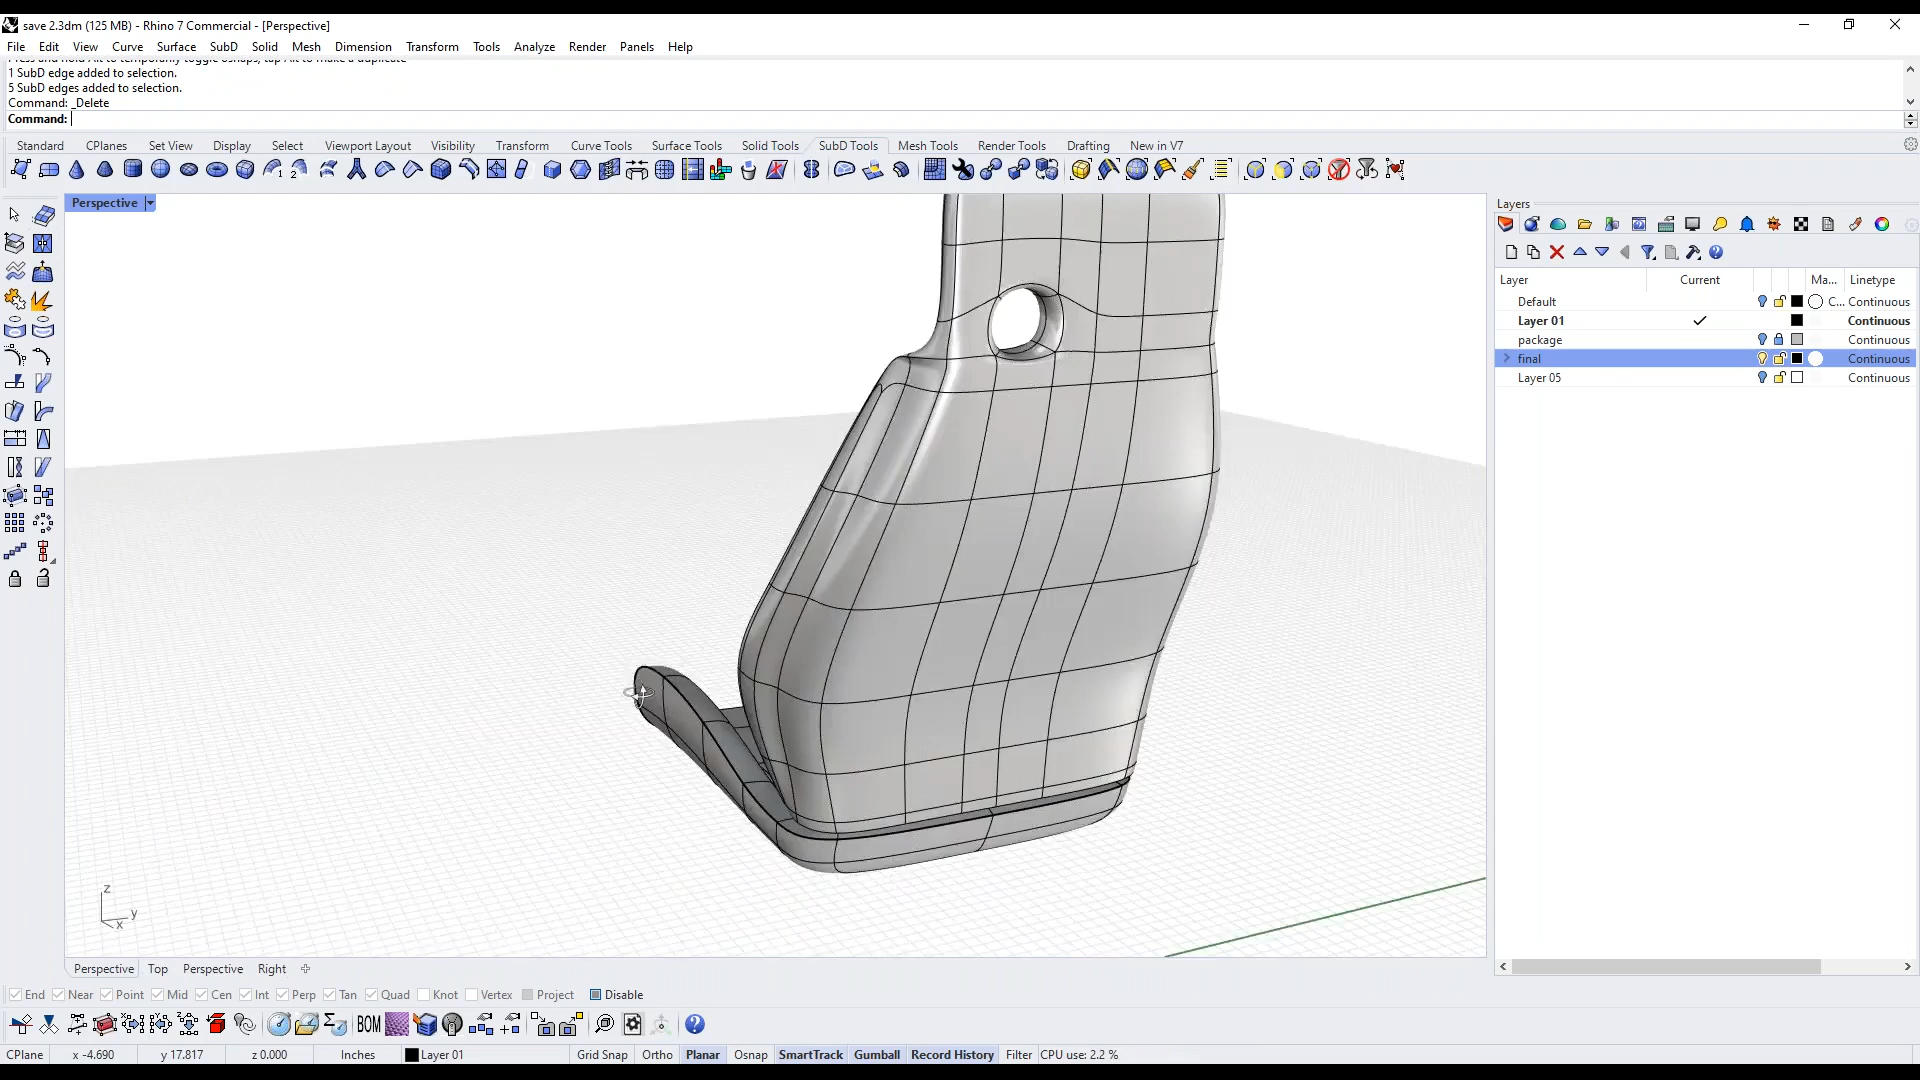 save 2.3dm (125 MB) - Rhino 7 Commercial - [Perspective]
File Edit View Curve Surface SubD Solid Mesh Dimension Transform Tools Analyze Render Panels Help
Press and hold Alt to temporarily toggle osnaps, tap Alt to make a duplicate
1 SubD edge added to selection.
5 SubD edges added to selection.
Command: _Delete
Command:
Standard CPlanes Set View Display Select Viewport Layout Visibility Transform Curve Tools Surface Tools Solid Tools SubD Tools Mesh Tools Render Tools Drafting New in V7
Perspective
Layers
Layer Current Ma... Linetype
Default C... Continuous
Layer 01 Continuous
package Continuous
final Continuous
Layer 05 Continuous
z
y
x
Perspective Top Perspective Right
End Near Point Mid Cen Int Perp Tan Quad Knot Vertex Project Disable
BOM
CPlane x -4.690 y 17.817 z 0.000 Inches Layer 01 Grid Snap Ortho Planar Osnap SmartTrack Gumball Record History Filter CPU use: 2.2 %